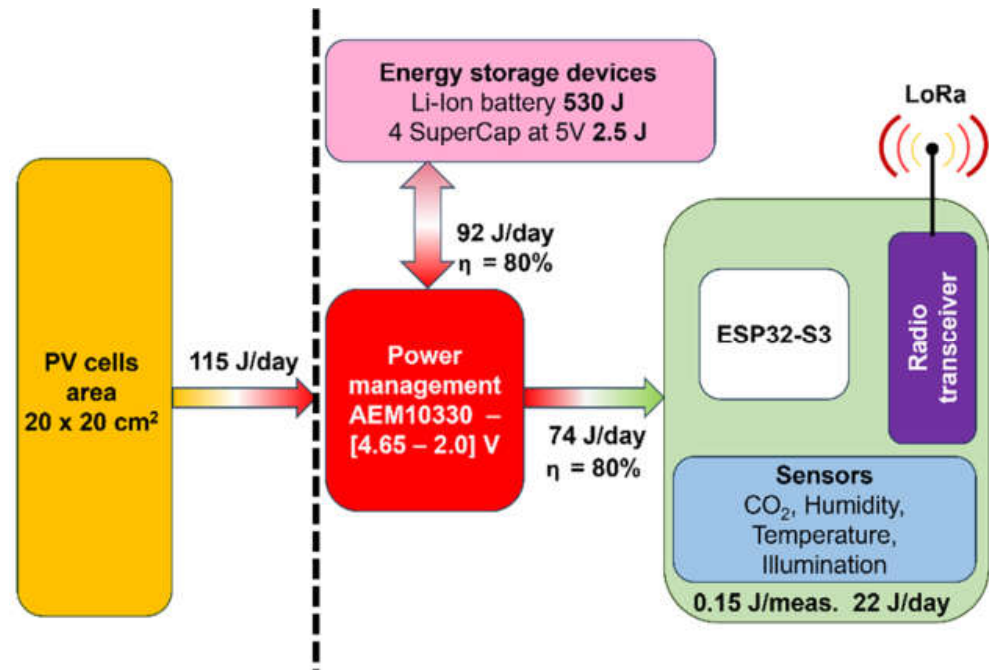 Energy storage devices
Li-Ion battery 530 J
4 SuperCap at 5V 2.5 J
LoRa
92 J/day
η = 80%
PV cells
area
20 x 20 cm²
115 J/day
Power
management
AEM10330 –
[4.65 – 2.0] V
74 J/day
η = 80%
ESP32-S3
Radio
transceiver
Sensors
CO₂, Humidity,
Temperature,
Illumination
0.15 J/meas. 22 J/day